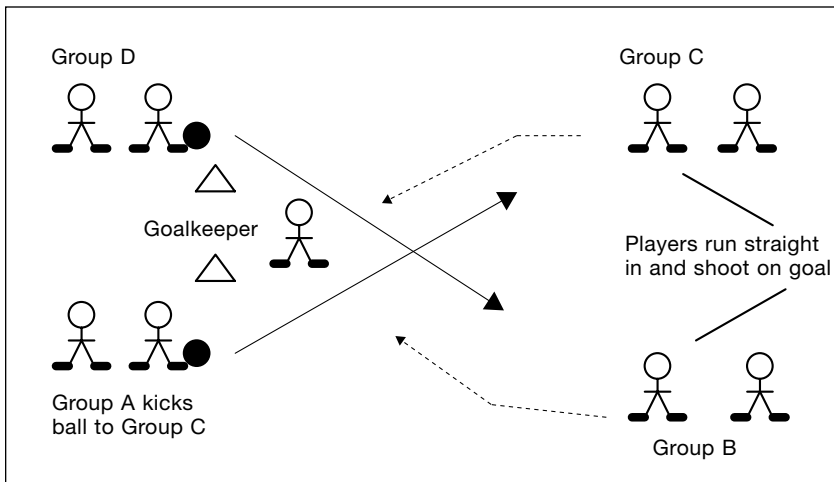 Group D
Group C
Goalkeeper
Players run straight
in and shoot on goal
Group A kicks
ball to Group C
Group B